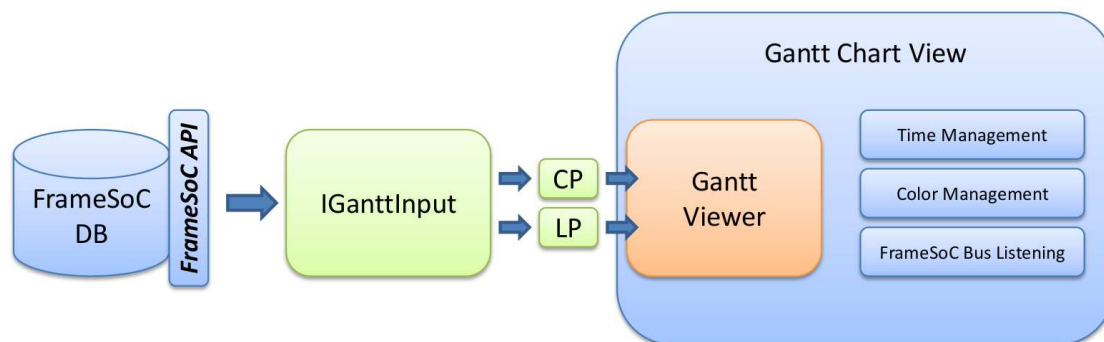 Gantt Chart View
FrameSoC
DB
FrameSoC API
IGanttInput
CP
LP
Gantt
Viewer
Time Management
Color Management
FrameSoC Bus Listening